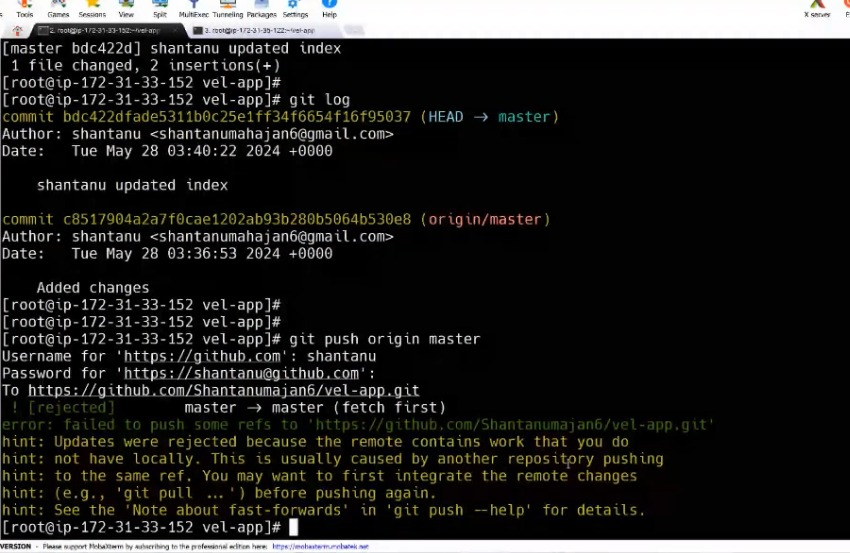 Tools Games Sessions View Split MultiExec Tunneling Packages Settings Help X server
2. root@ip-172-31-33-152:~/vel-app 3. root@ip-172-31-35-122:~/vel-app
[master bdc422d] shantanu updated index
1 file changed, 2 insertions(+)
[root@ip-172-31-33-152 vel-app]#
[root@ip-172-31-33-152 vel-app]# git log
commit bdc422dfade5311b0c25e1ff34f6654f16f95037 (HEAD → master)
Author: shantanu <shantanumahajan6@gmail.com>
Date:   Tue May 28 03:40:22 2024 +0000
shantanu updated index
commit c8517904a2a7f0cae1202ab93b280b5064b530e8 (origin/master)
Author: shantanu <shantanumahajan6@gmail.com>
Date:   Tue May 28 03:36:53 2024 +0000
Added changes
[root@ip-172-31-33-152 vel-app]#
[root@ip-172-31-33-152 vel-app]#
[root@ip-172-31-33-152 vel-app]# git push origin master
Username for 'https://github.com': shantanu
Password for 'https://shantanu@github.com':
To https://github.com/Shantanumajan6/vel-app.git
! [rejected]        master → master (fetch first)
error: failed to push some refs to 'https://github.com/Shantanumajan6/vel-app.git'
hint: Updates were rejected because the remote contains work that you do
hint: not have locally. This is usually caused by another repository pushing
hint: to the same ref. You may want to first integrate the remote changes
hint: (e.g., 'git pull ...') before pushing again.
hint: See the 'Note about fast-forwards' in 'git push --help' for details.
[root@ip-172-31-33-152 vel-app]#
VERSION - Please support MobaXterm by subscribing to the professional edition here: https://mobaxterm.mobatek.net